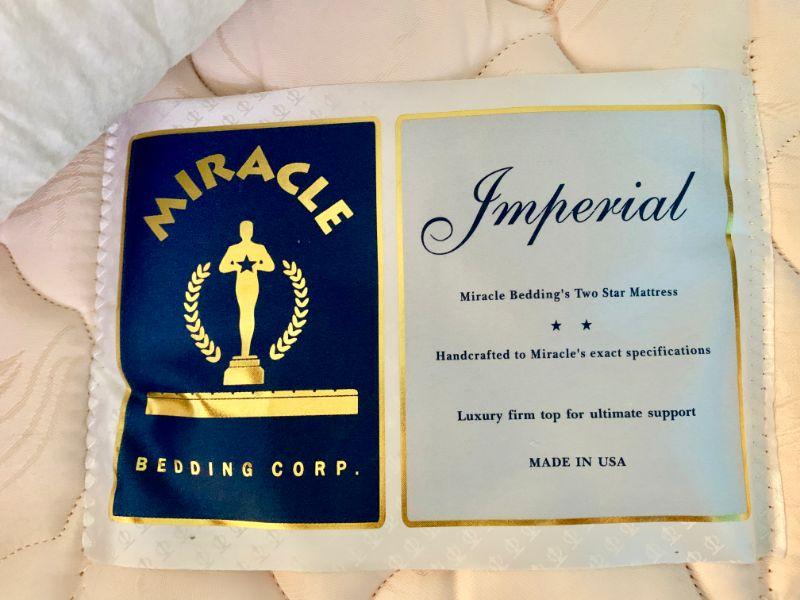 MIRACLE
BEDDING CORP.
Imperial
Miracle Bedding's Two Star Mattress
★ ★
Handcrafted to Miracle's exact specifications
Luxury firm top for ultimate support
MADE IN USA